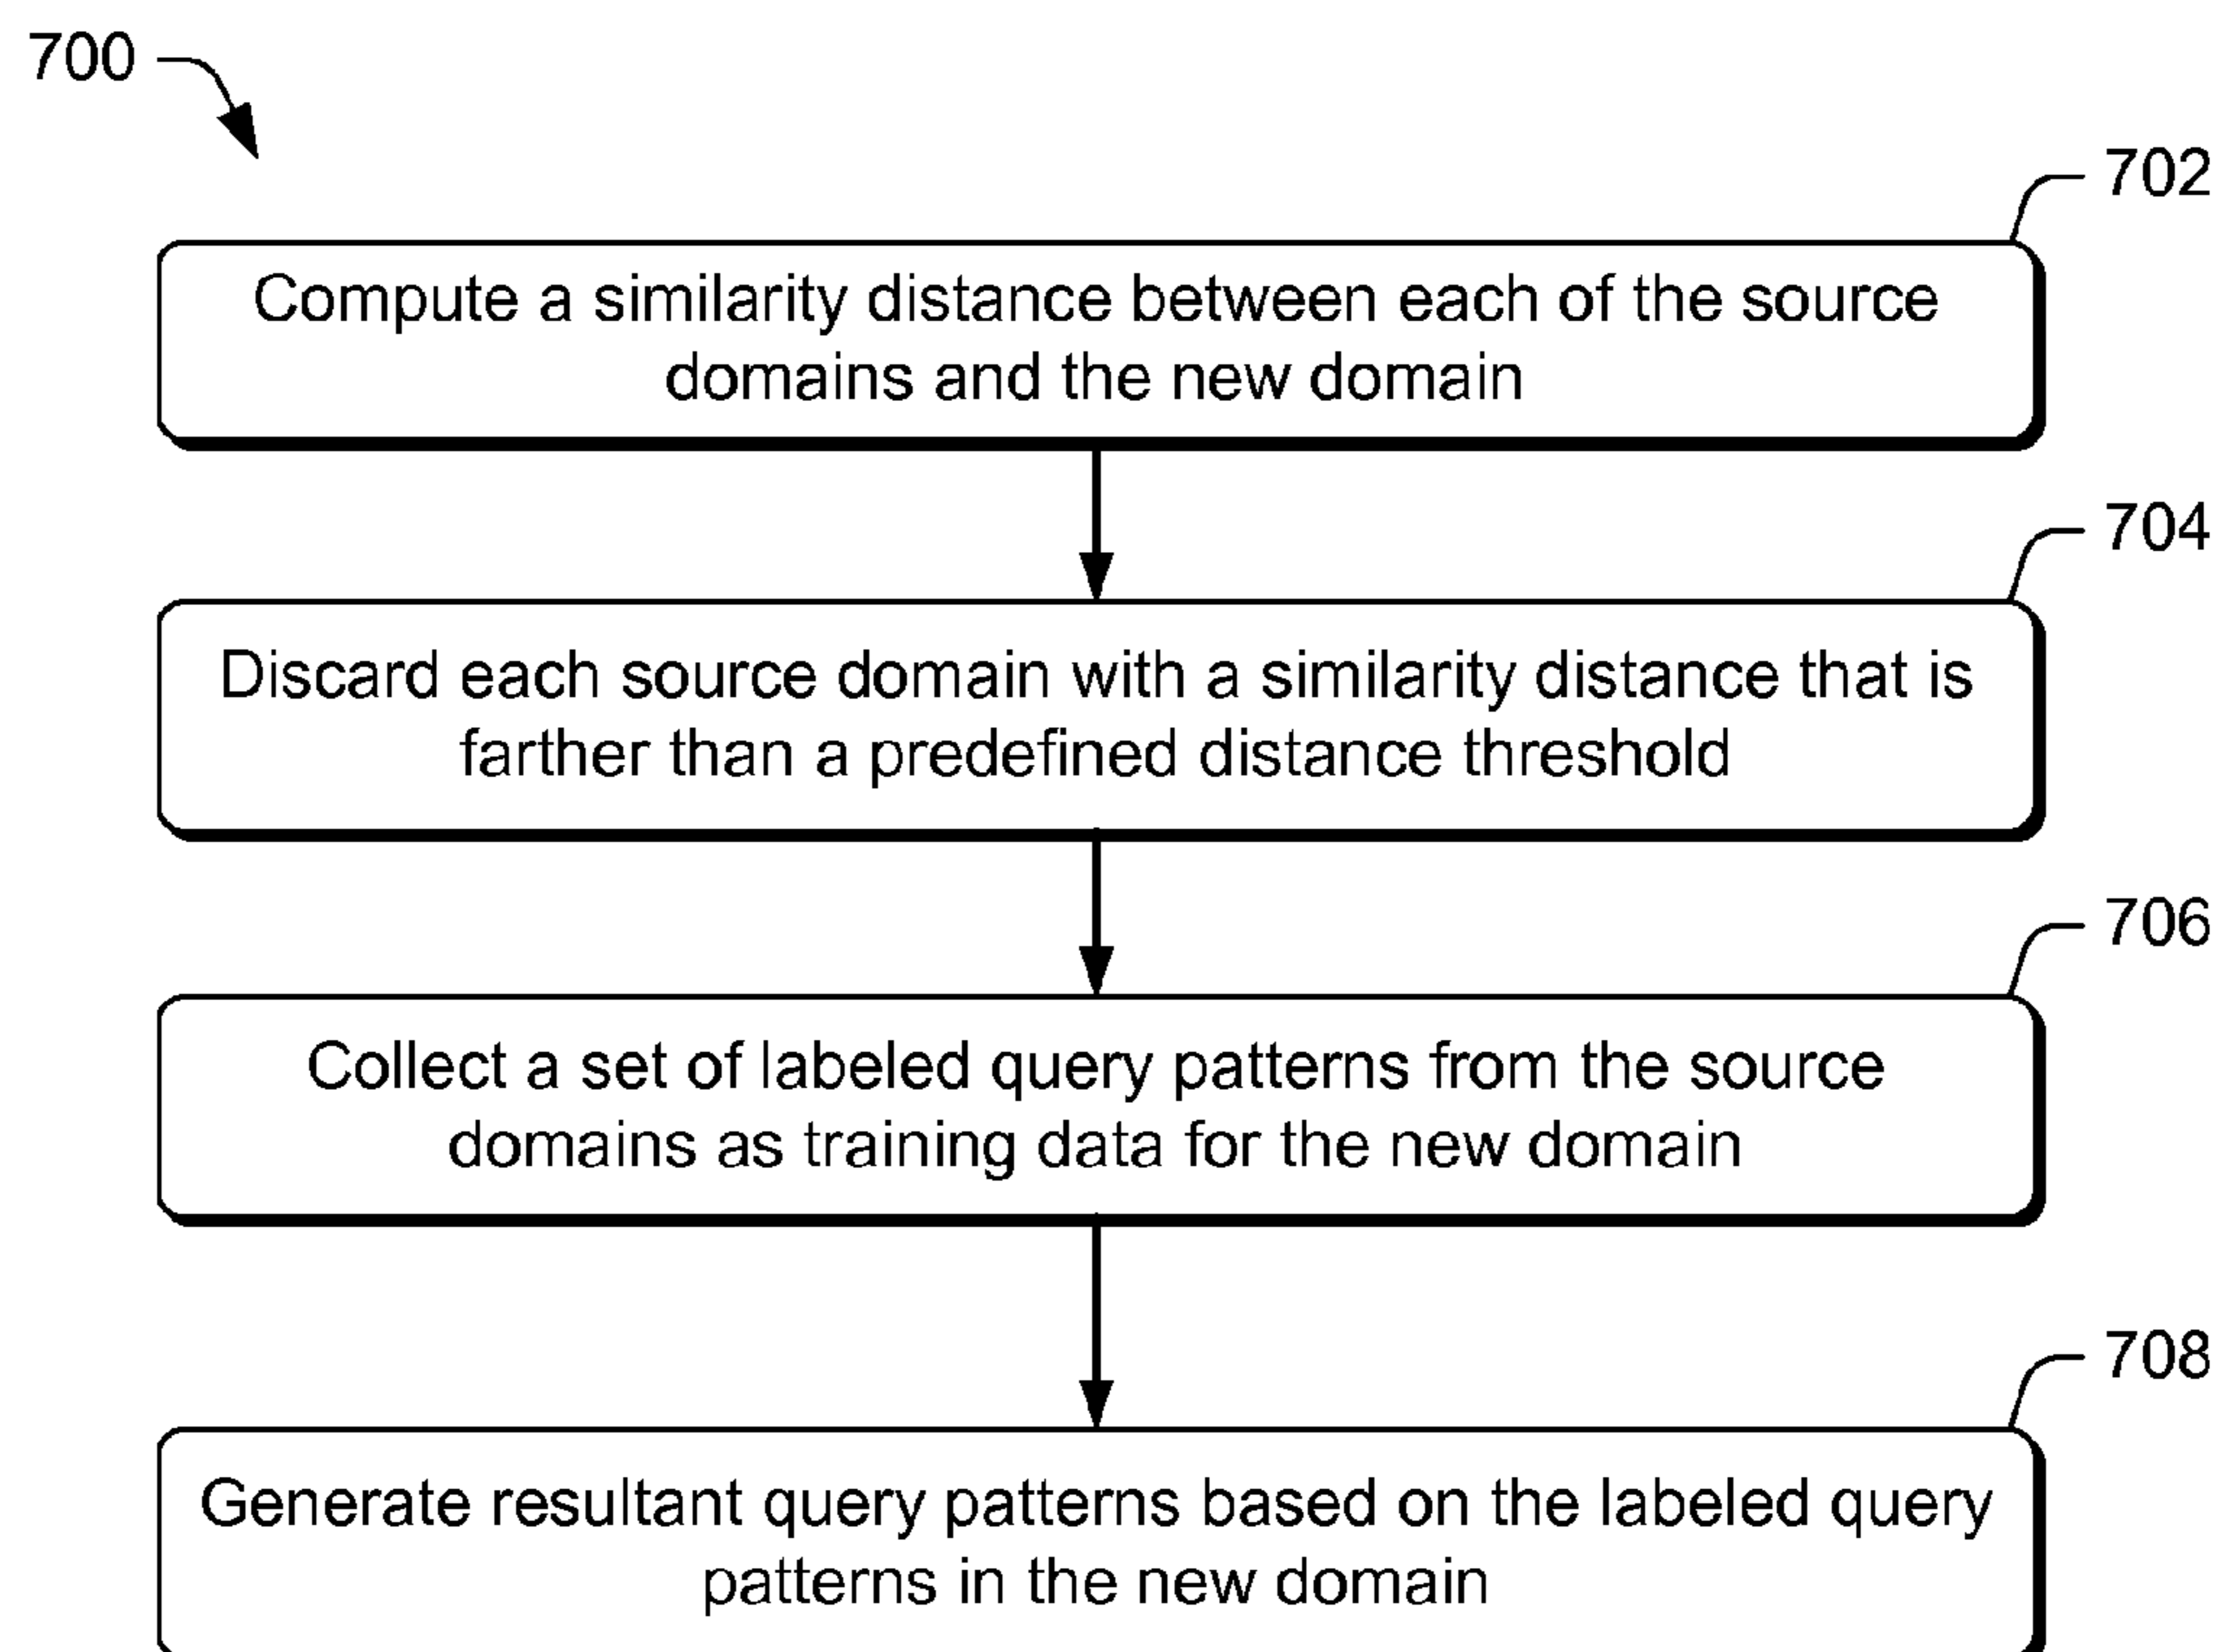 700
702
Compute a similarity distance between each of the source
domains and the new domain
704
Discard each source domain with a similarity distance that is
farther than a predefined distance threshold
706
Collect a set of labeled query patterns from the source
domains as training data for the new domain
708
Generate resultant query patterns based on the labeled query
patterns in the new domain